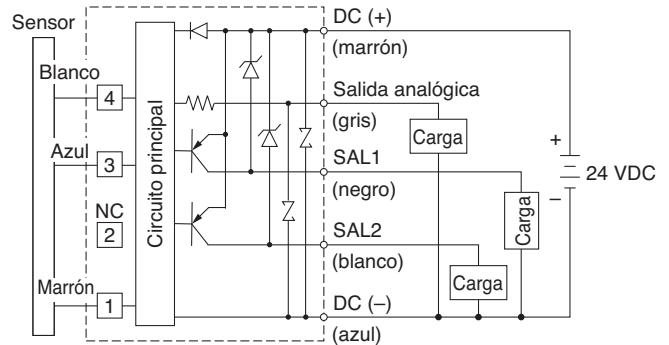 Sensor
Blanco
4
Azul
3
NC
2
Marrón
1
Circuito principal
DC (+)
(marrón)
Salida analógica
(gris)
Carga
SAL1
(negro)
Carga
SAL2
(blanco)
Carga
DC (–)
(azul)
+
24 VDC
–